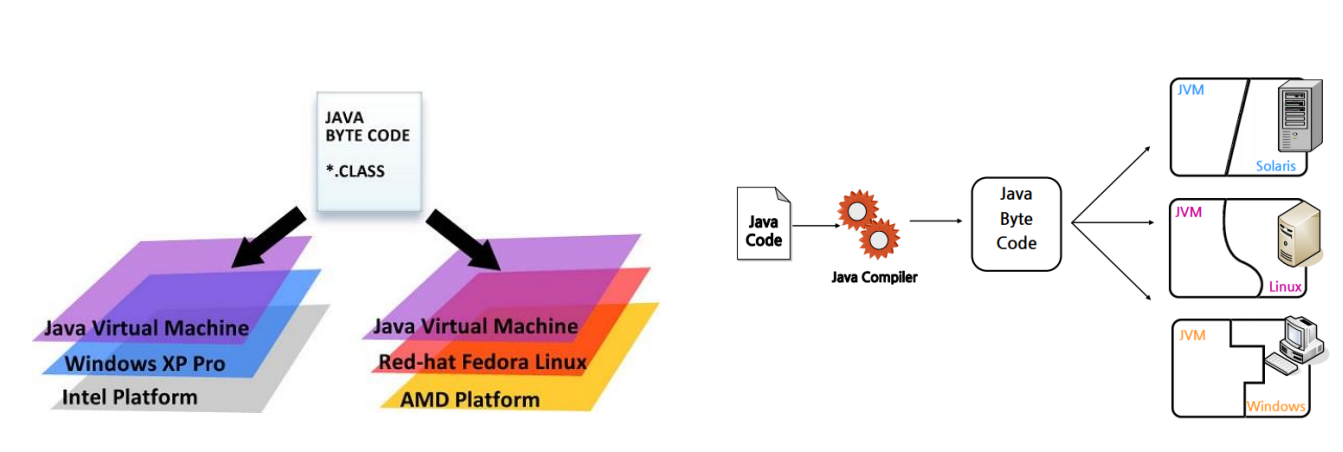 JAVA
BYTE CODE
*.CLASS
Java Virtual Machine
Windows XP Pro
Intel Platform
Java Virtual Machine
Red-hat Fedora Linux
AMD Platform
Java
Code
Java Compiler
Java
Byte
Code
JVM
Solaris
JVM
Linux
JVM
Windows